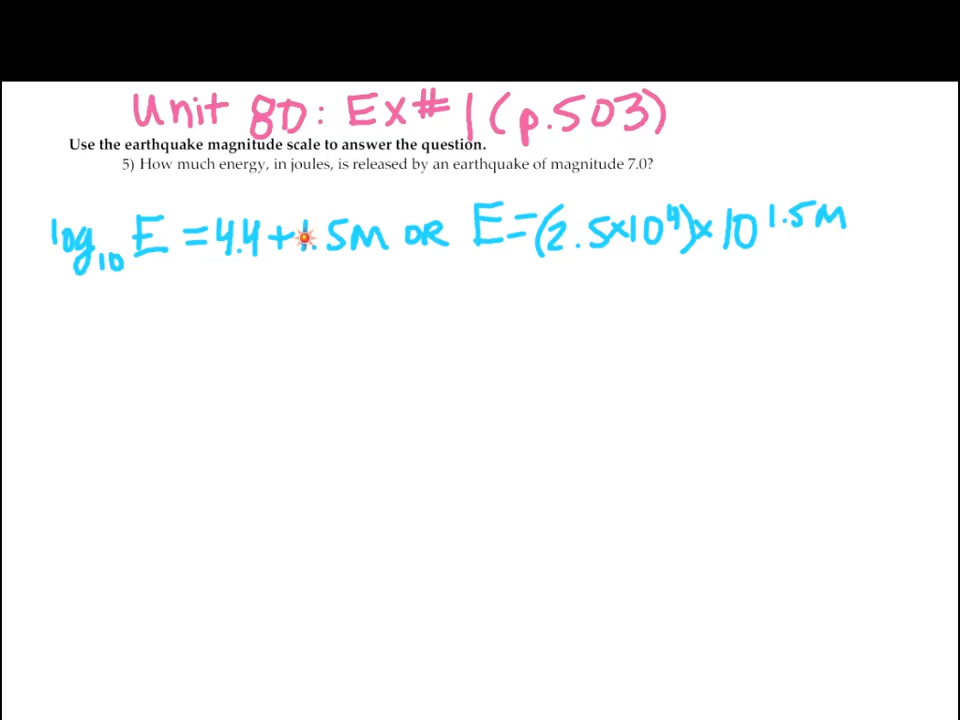 Unit 8D: Ex# 1 (p.503)
Use the earthquake magnitude scale to answer the question.
5) How much energy, in joules, is released by an earthquake of magnitude 7.0?
log₁₀ E = 4.4 + 1.5M OR E = (2.5×10⁴) × 10^1.5M